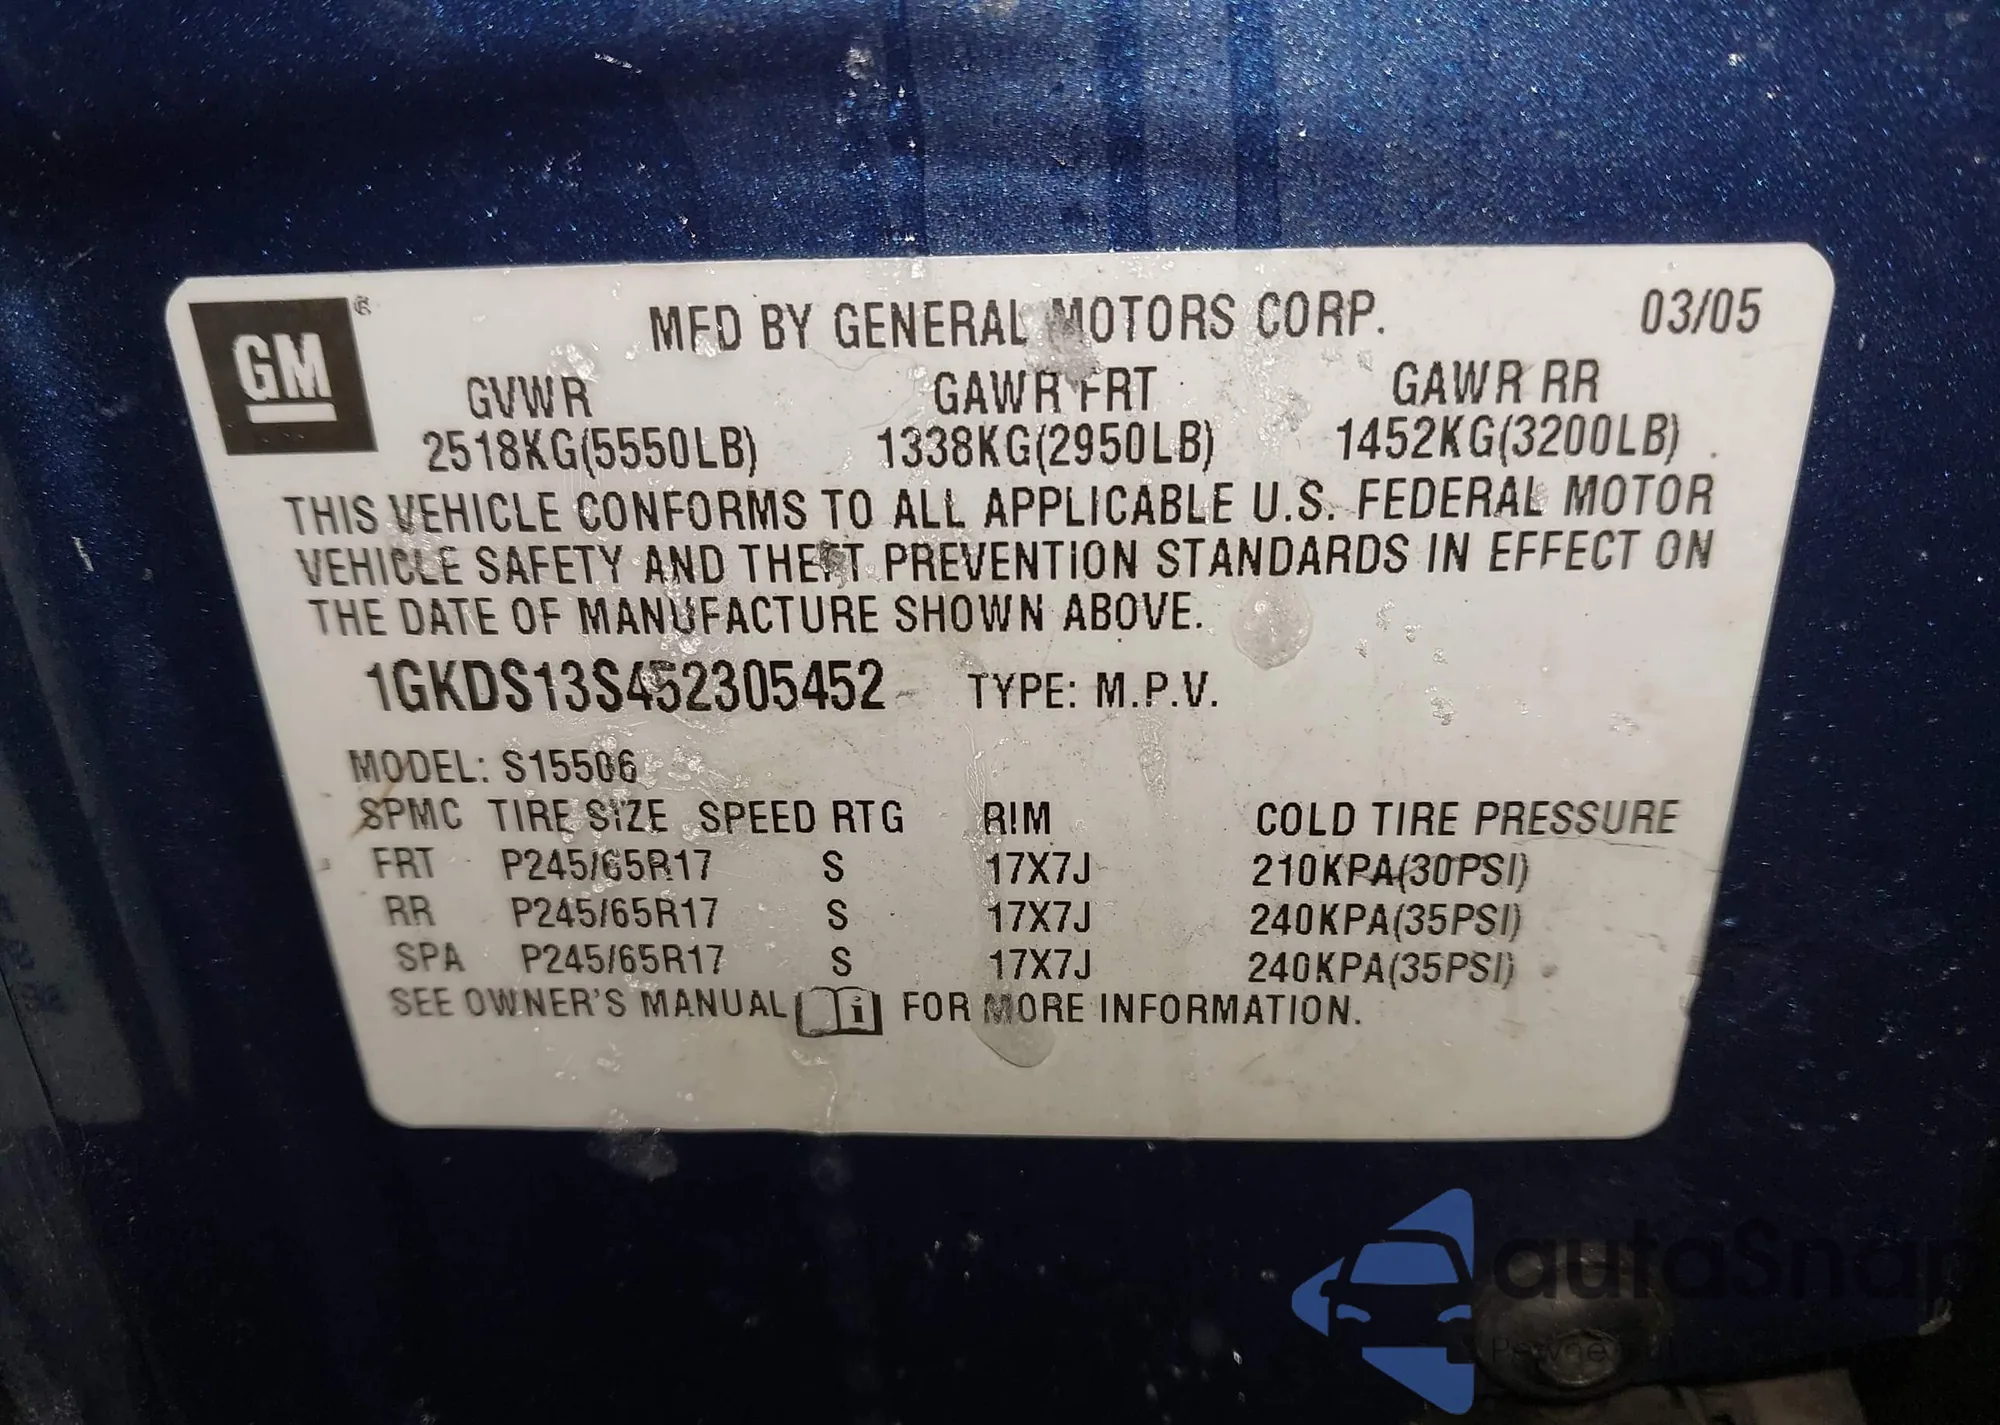 GM ®
MFD BY GENERAL MOTORS CORP. 03/05
GVWR GAWR FRT GAWR RR
2518KG(5550LB) 1338KG(2950LB) 1452KG(3200LB)
THIS VEHICLE CONFORMS TO ALL APPLICABLE U.S. FEDERAL MOTOR
VEHICLE SAFETY AND THEFT PREVENTION STANDARDS IN EFFECT ON
THE DATE OF MANUFACTURE SHOWN ABOVE.
1GKDS13S452305452 TYPE: M.P.V.
MODEL: S15506
SPMC TIRE SIZE SPEED RTG RIM COLD TIRE PRESSURE
FRT P245/65R17 S 17X7J 210KPA(30PSI)
RR P245/65R17 S 17X7J 240KPA(35PSI)
SPA P245/65R17 S 17X7J 240KPA(35PSI)
SEE OWNER'S MANUAL i FOR MORE INFORMATION.
autaSnap
Pewne